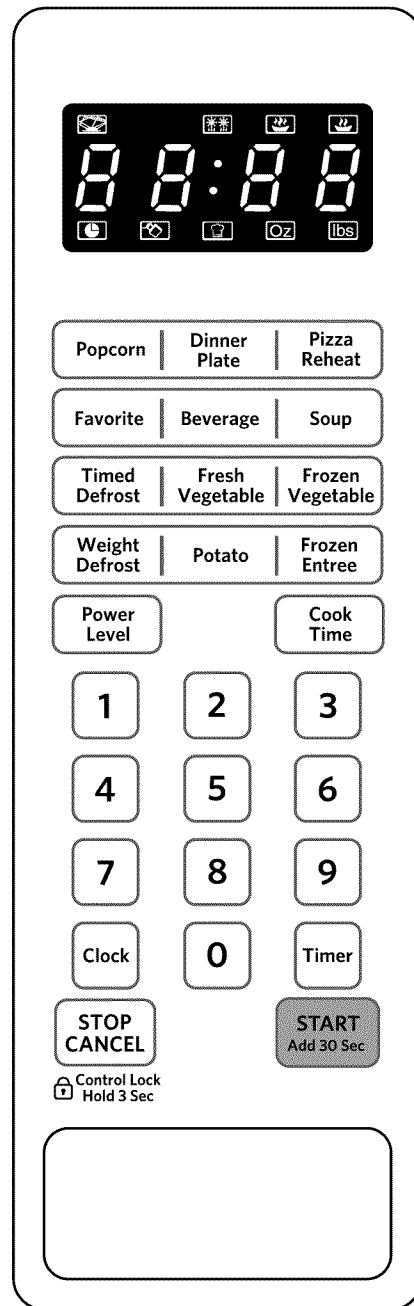 88:88
Oz lbs
Popcorn Dinner Plate Pizza Reheat
Favorite Beverage Soup
Timed Defrost Fresh Vegetable Frozen Vegetable
Weight Defrost Potato Frozen Entree
Power Level Cook Time
1 2 3
4 5 6
7 8 9
Clock 0 Timer
STOP CANCEL START Add 30 Sec
Control Lock
Hold 3 Sec